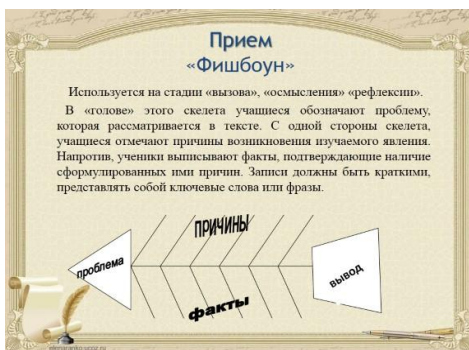 Прием
«Фишбоун»
Используется на стадии «вызова», «осмысления» «рефлексии».
В «голове» этого скелета учащиеся обозначают проблему,
которая рассматривается в тексте. С одной стороны скелета,
учащиеся отмечают причины возникновения изучаемого явления.
Напротив, ученики выписывают факты, подтверждающие наличие
сформулированных ими причин. Записи должны быть краткими,
представлять собой ключевые слова или фразы.
причины
проблема
вывод
факты